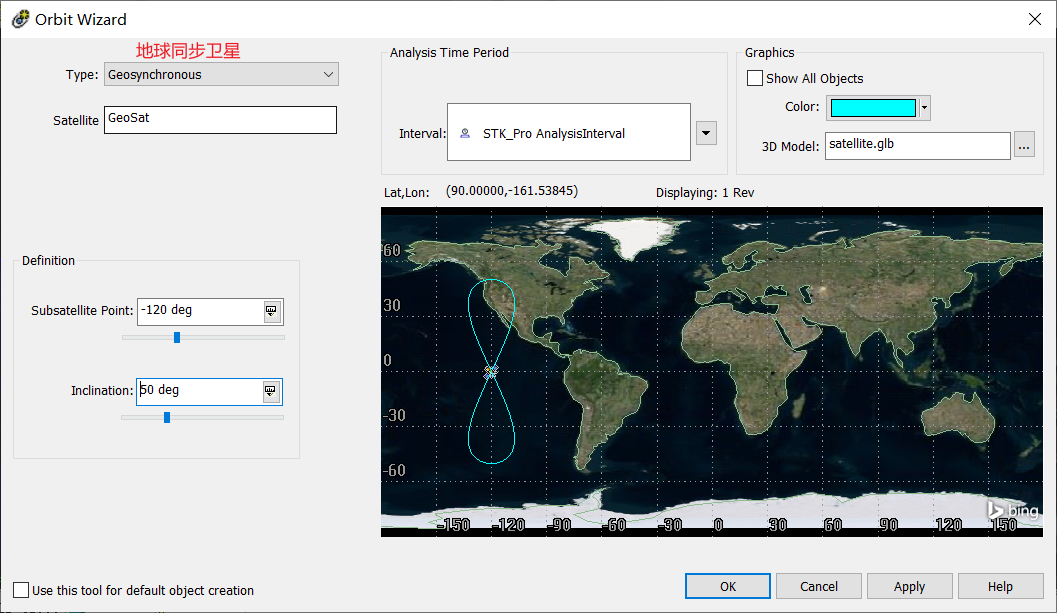 Orbit Wizard
地球同步卫星
Type: Geosynchronous
Satellite GeoSat
Analysis Time Period
Interval: STK_Pro AnalysisInterval
Graphics
Show All Objects
Color:
3D Model: satellite.glb ...
Lat,Lon: (90.00000,-161.53845) Displaying: 1 Rev
Definition
Subsatellite Point: -120 deg
Inclination: 50 deg
60
30
0
-30
-60
-150 -120 -90 -60 -30 0 30 60 90 120 150
bing
Use this tool for default object creation
OK Cancel Apply Help